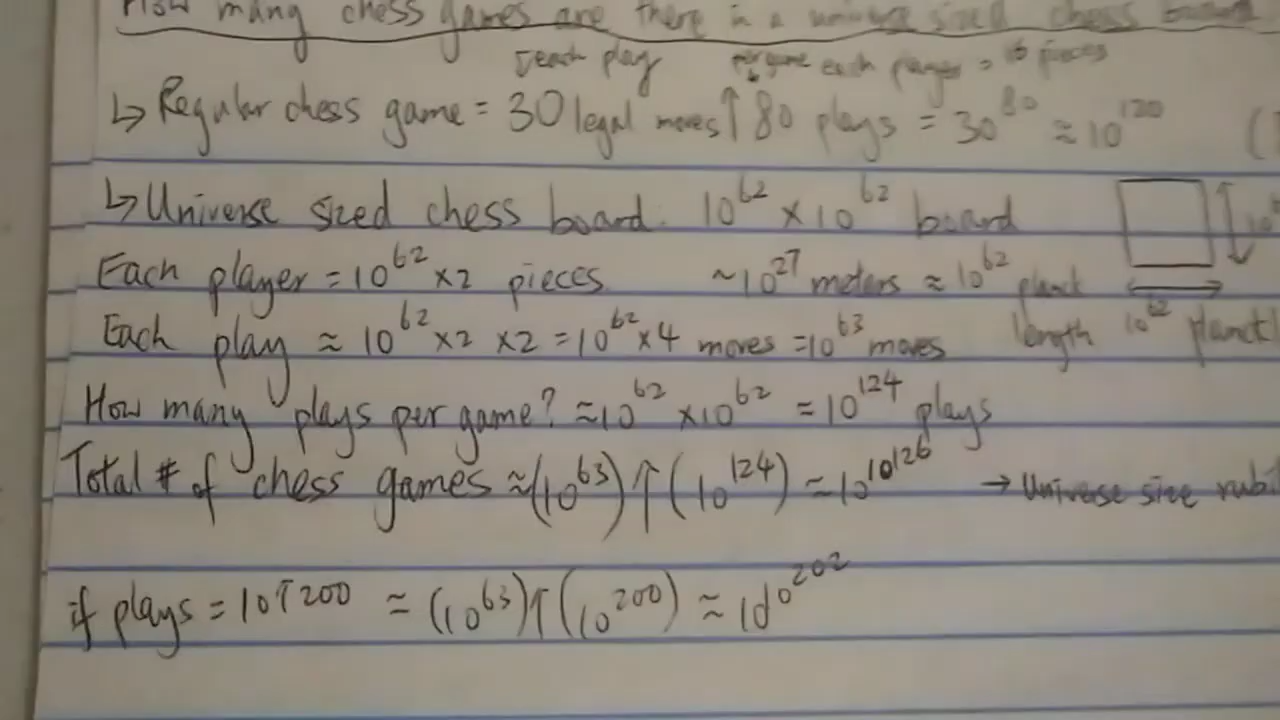 How many chess games are there in a universe sized chess board
each play per game each player = 16 pieces
↳ Regular chess game = 30 legal moves ↑ 80 plays = 30^80 ≈ 10^120 (
↳ Universe sized chess board. 10^62 × 10^62 board
Each player = 10^62 × 2 pieces ~10^27 meters ≈ 10^62 planck
Each play ≈ 10^62 × 2 × 2 = 10^62 × 4 moves = 10^63 moves length 10^62 planck
How many plays per game? ≈ 10^62 × 10^62 = 10^124 plays
Total # of chess games ≈ (10^63) ↑ (10^124) ≈ 10^10^126 → Universe size rubi
if plays = 10↑200 ≈ (10^63) ↑ (10^200) ≈ 10^10^202